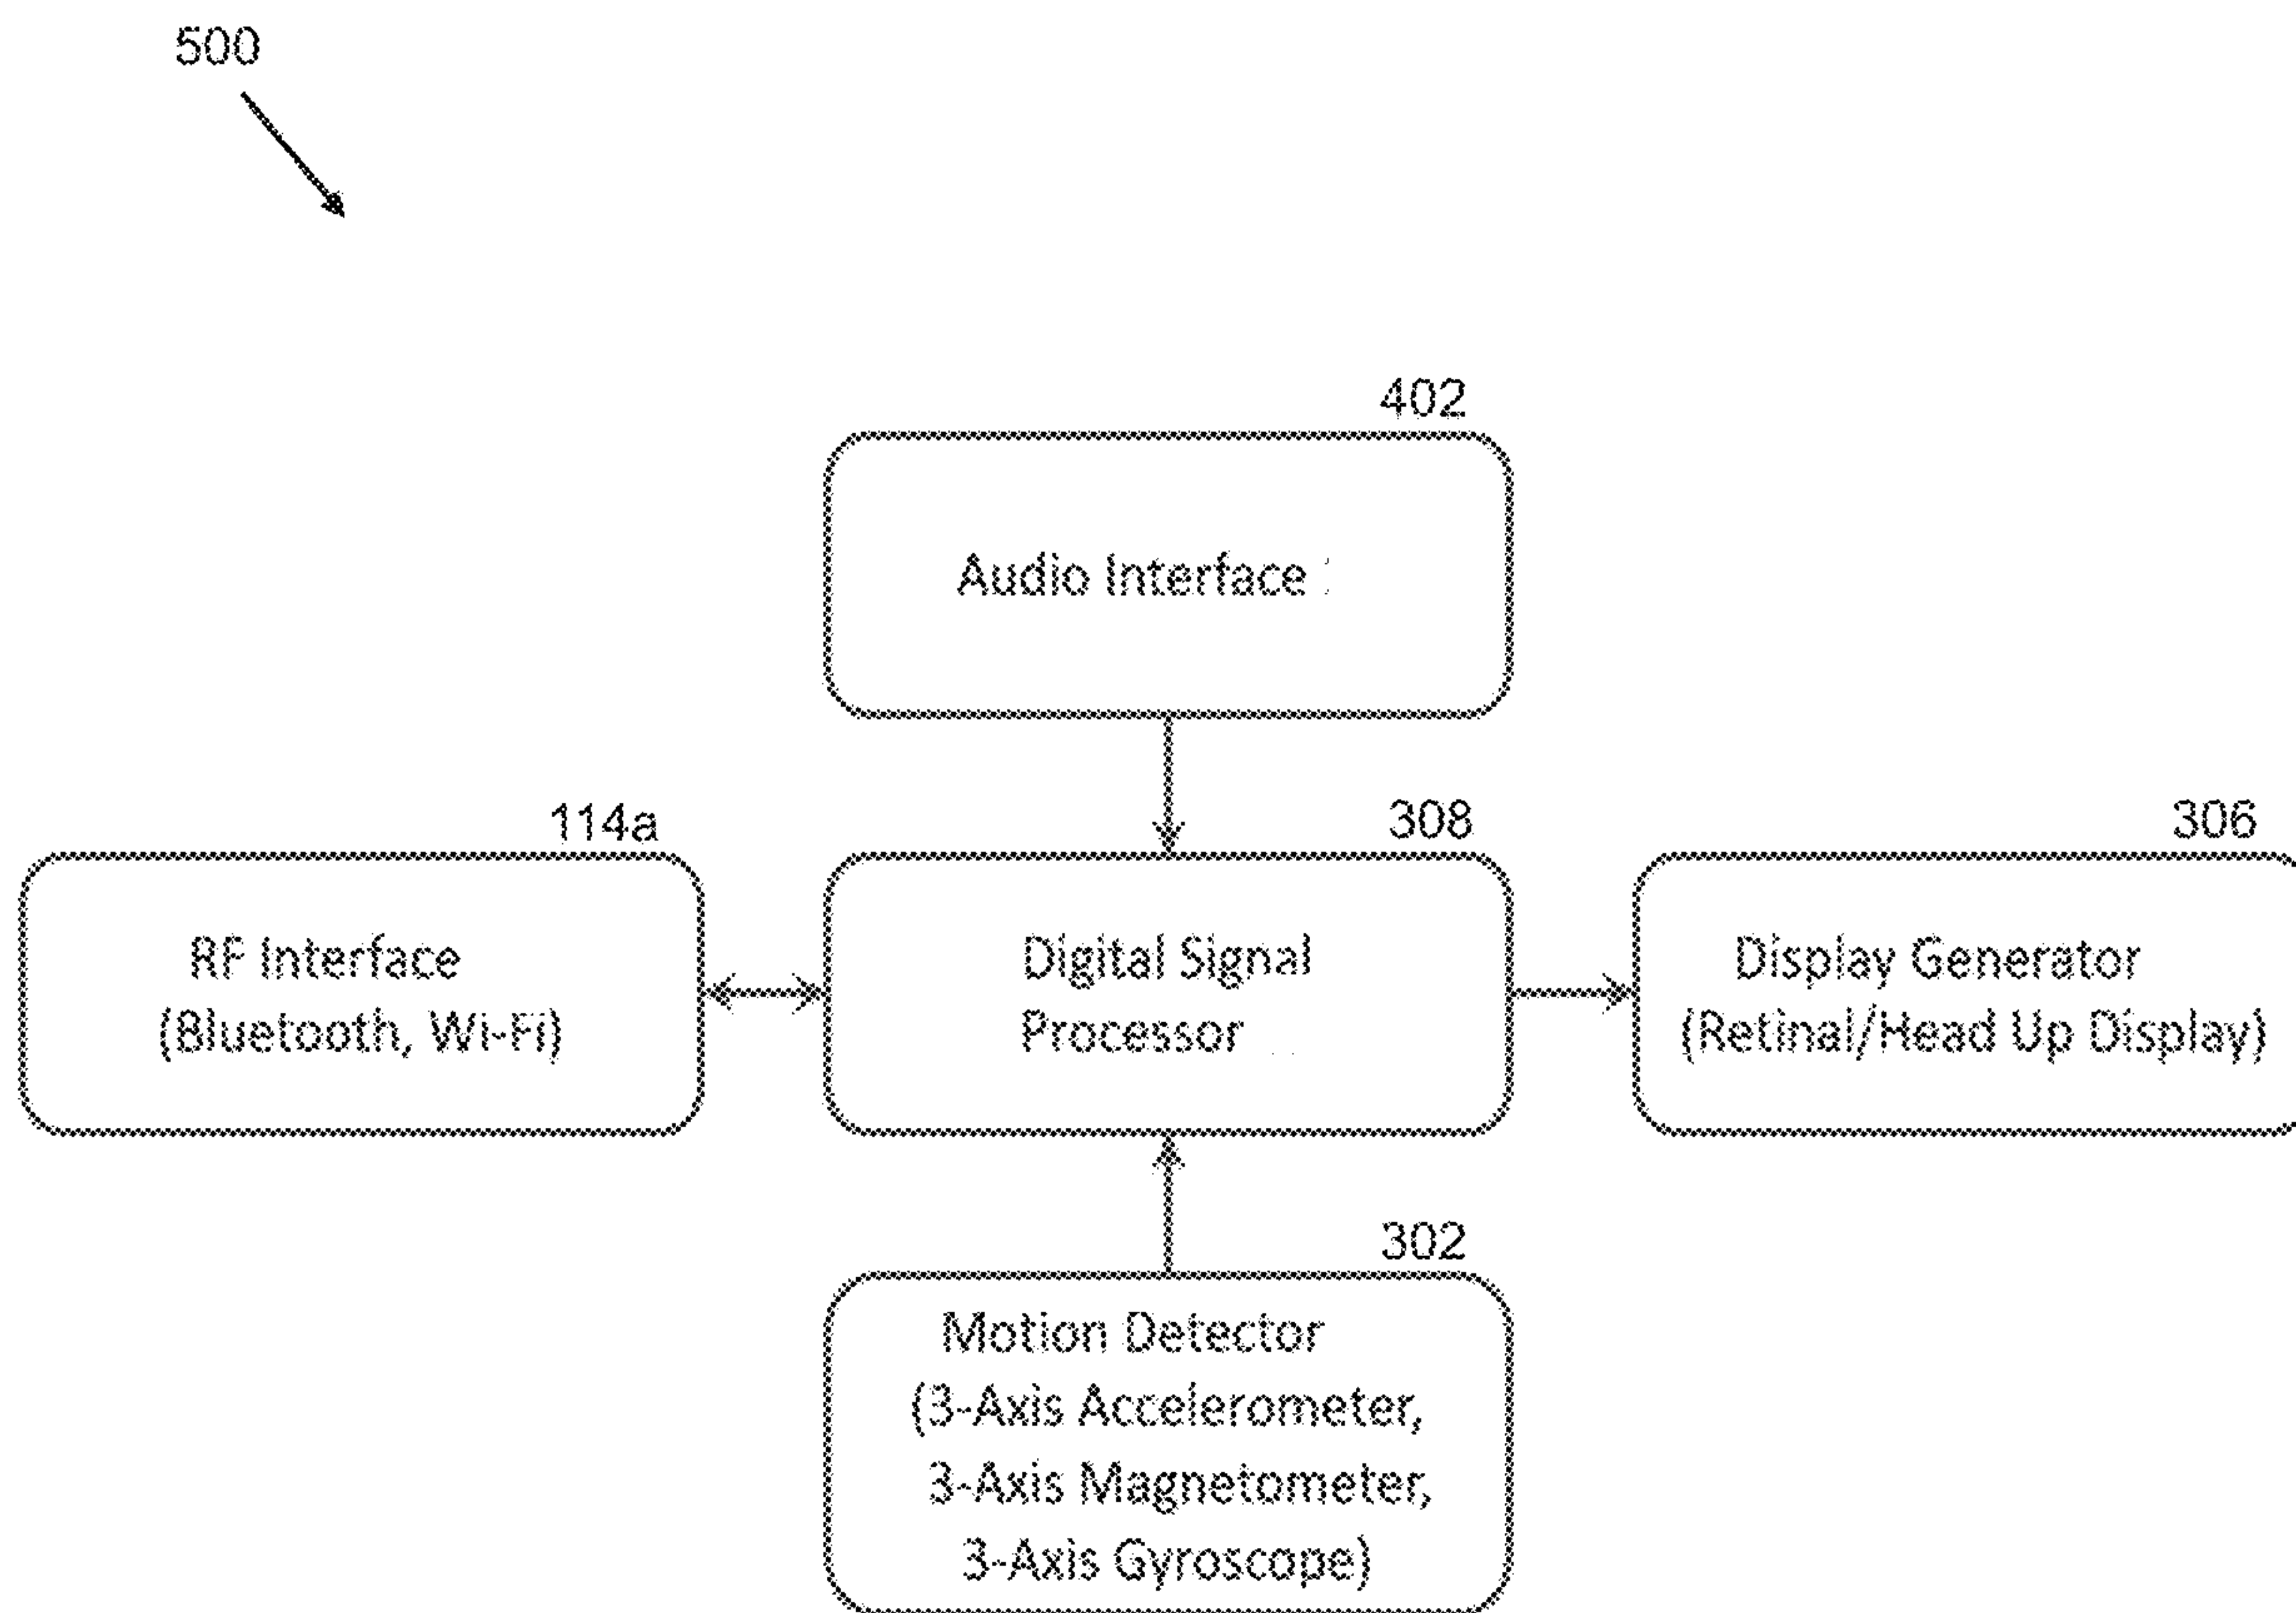 500
402
Audio Interface
114a
308
306
RF Interface
(Bluetooth, Wi-Fi)
Digital Signal
Processor
Display Generator
(Retinal/Head Up Display)
302
Motion Detector
(3-Axis Accelerometer,
3-Axis Magnetometer,
3-Axis Gyroscope)